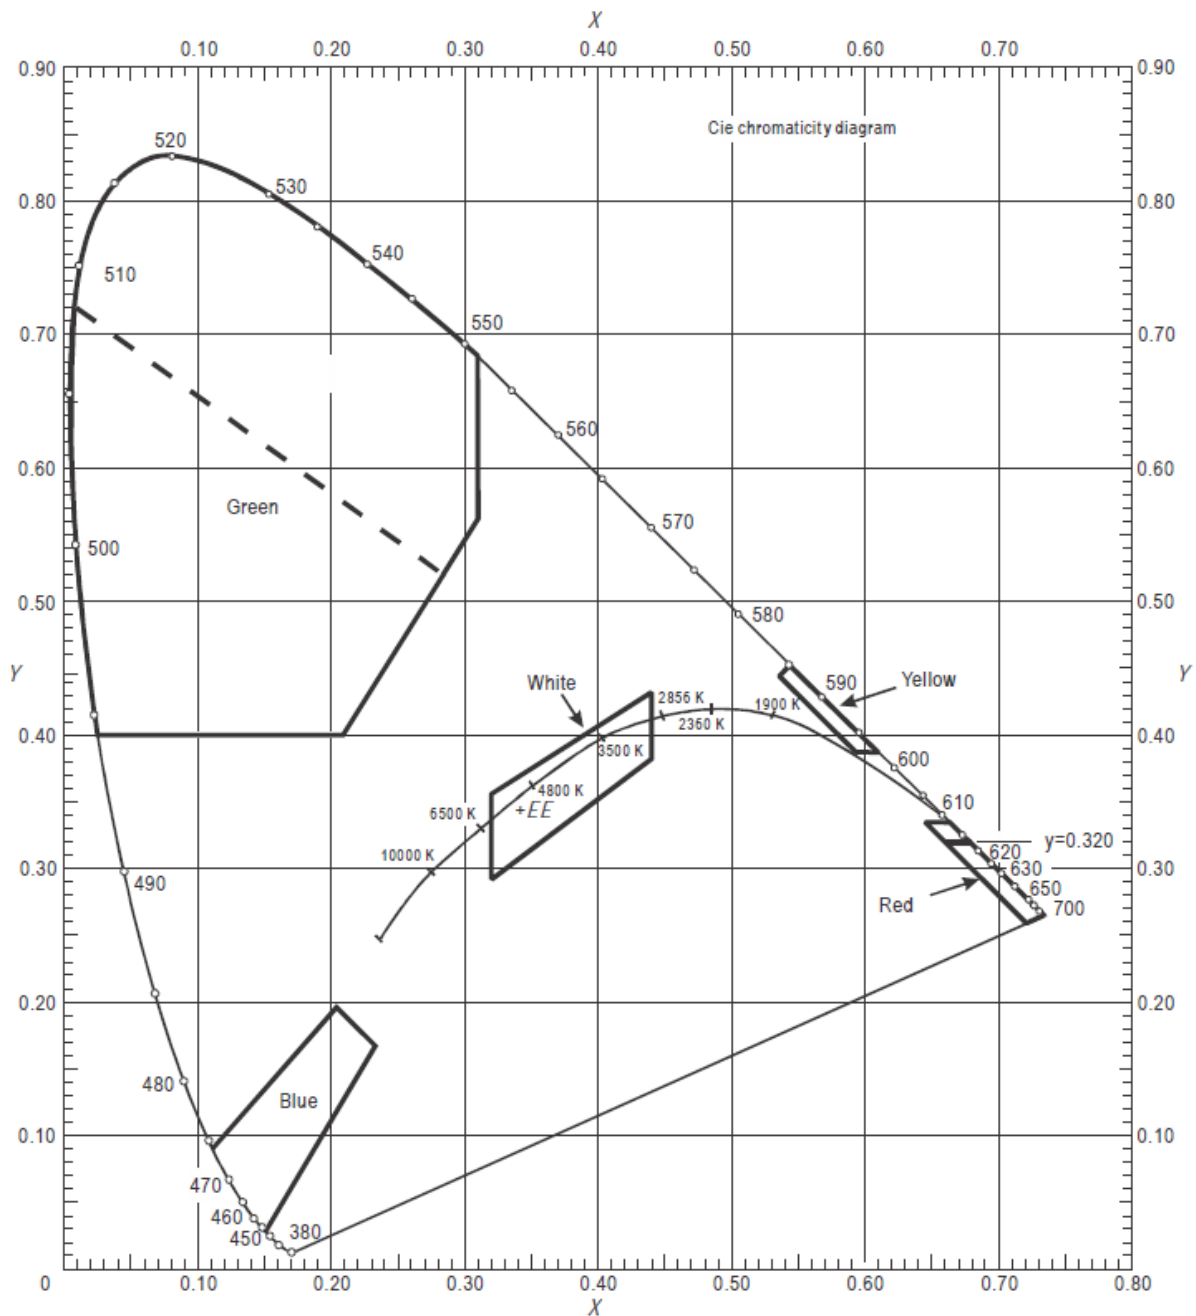 X
0.10 0.20 0.30 0.40 0.50 0.60 0.70
0.90 0.90
Cie chromaticity diagram
520
530
0.80 0.80
540
510
550
0.70 0.70
560
0.60 0.60
Green
570
500
0.50 0.50
580
Y Y
White
Yellow
590
2856 K
1900 K
2360 K
0.40 0.40
3500 K
600
4800 K
610
6500 K
+EE
y=0.320
10000 K
620
0.30 0.30
630
490
650
Red
700
0.20 0.20
480
Blue
0.10 0.10
470
460
450
380
0 0.10 0.20 0.30 0.40 0.50 0.60 0.70 0.80
X